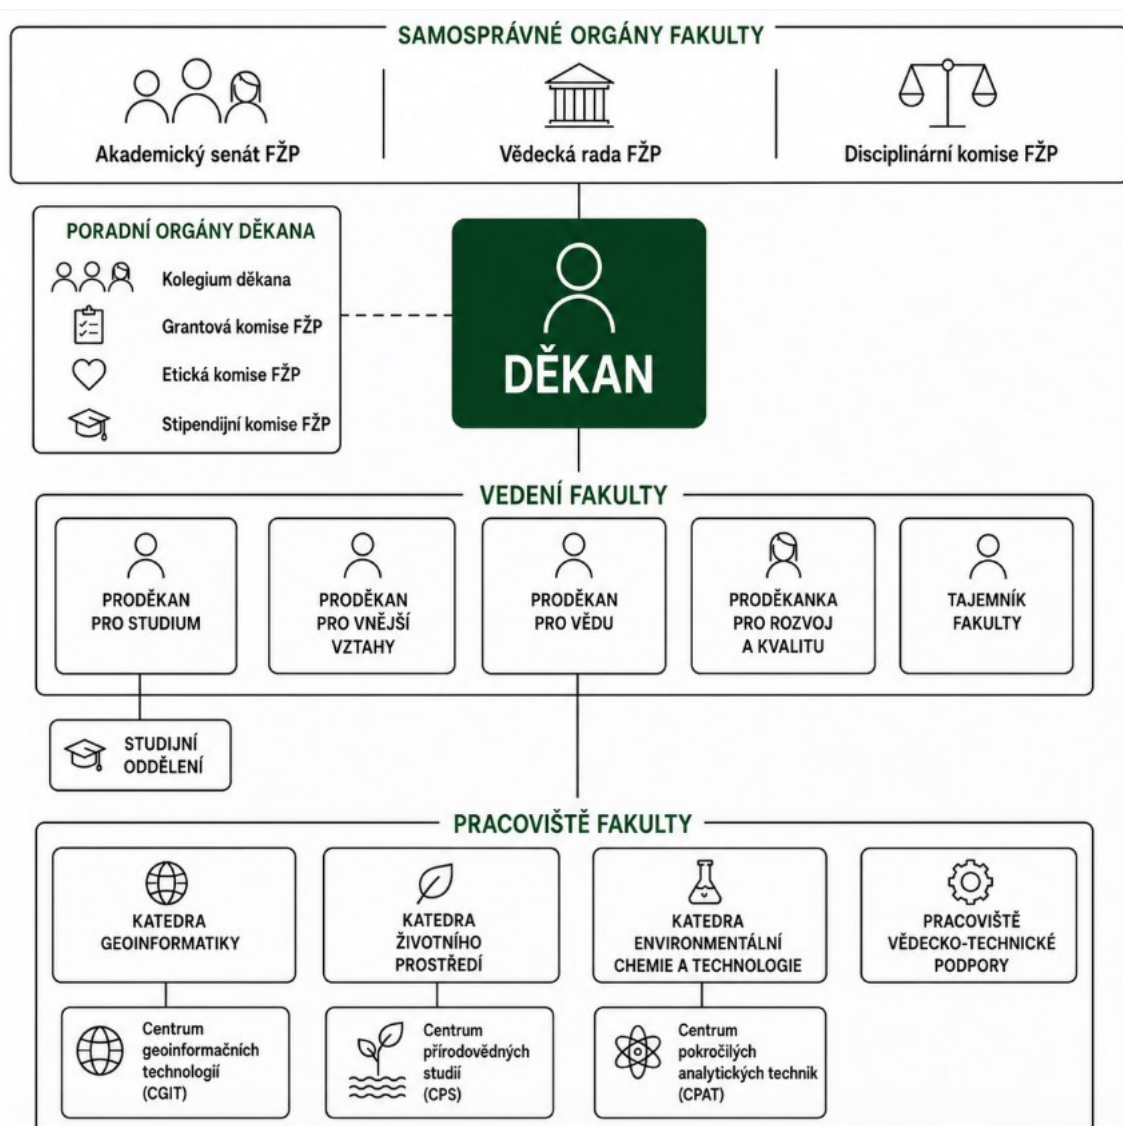 SAMOSPRÁVNÉ ORGÁNY FAKULTY
Akademický senát FŽP
Vědecká rada FŽP
Disciplinární komise FŽP
PORADNÍ ORGÁNY DĚKANA
Kolegium děkana
Grantová komise FŽP
Etická komise FŽP
Stipendijní komise FŽP
DĚKAN
VEDENÍ FAKULTY
PRODĚKAN
PRO STUDIUM
PRODĚKAN
PRO VNĚJŠÍ
VZTAHY
PRODĚKAN
PRO VĚDU
PRODĚKANKA
PRO ROZVOJ
A KVALITU
TAJEMNÍK
FAKULTY
STUDIJNÍ
ODDĚLENÍ
PRACOVIŠTĚ FAKULTY
KATEDRA
GEOINFORMATIKY
KATEDRA
ŽIVOTNÍHO
PROSTŘEDÍ
KATEDRA
ENVIRONMENTÁLNÍ
CHEMIE A TECHNOLOGIE
PRACOVIŠTĚ
VĚDECKO-TECHNICKÉ
PODPORY
Centrum
geoinformačních
technologií
(CGIT)
Centrum
přírodovědných
studií
(CPS)
Centrum
pokročilých
analytických technik
(CPAT)